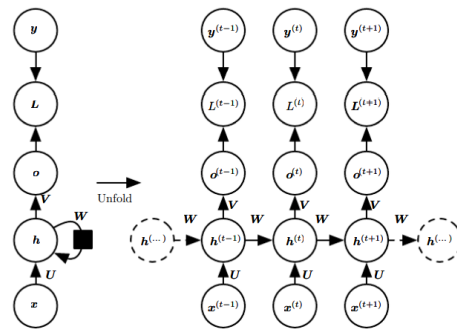 y y^(t−1) y^(t) y^(t+1)
L L^(t−1) L^(t) L^(t+1)
o o^(t−1) o^(t) o^(t+1)
Unfold
V V V V
W W W W W
h h^(...) h^(t−1) h^(t) h^(t+1) h^(...)
U U U U
x x^(t−1) x^(t) x^(t+1)